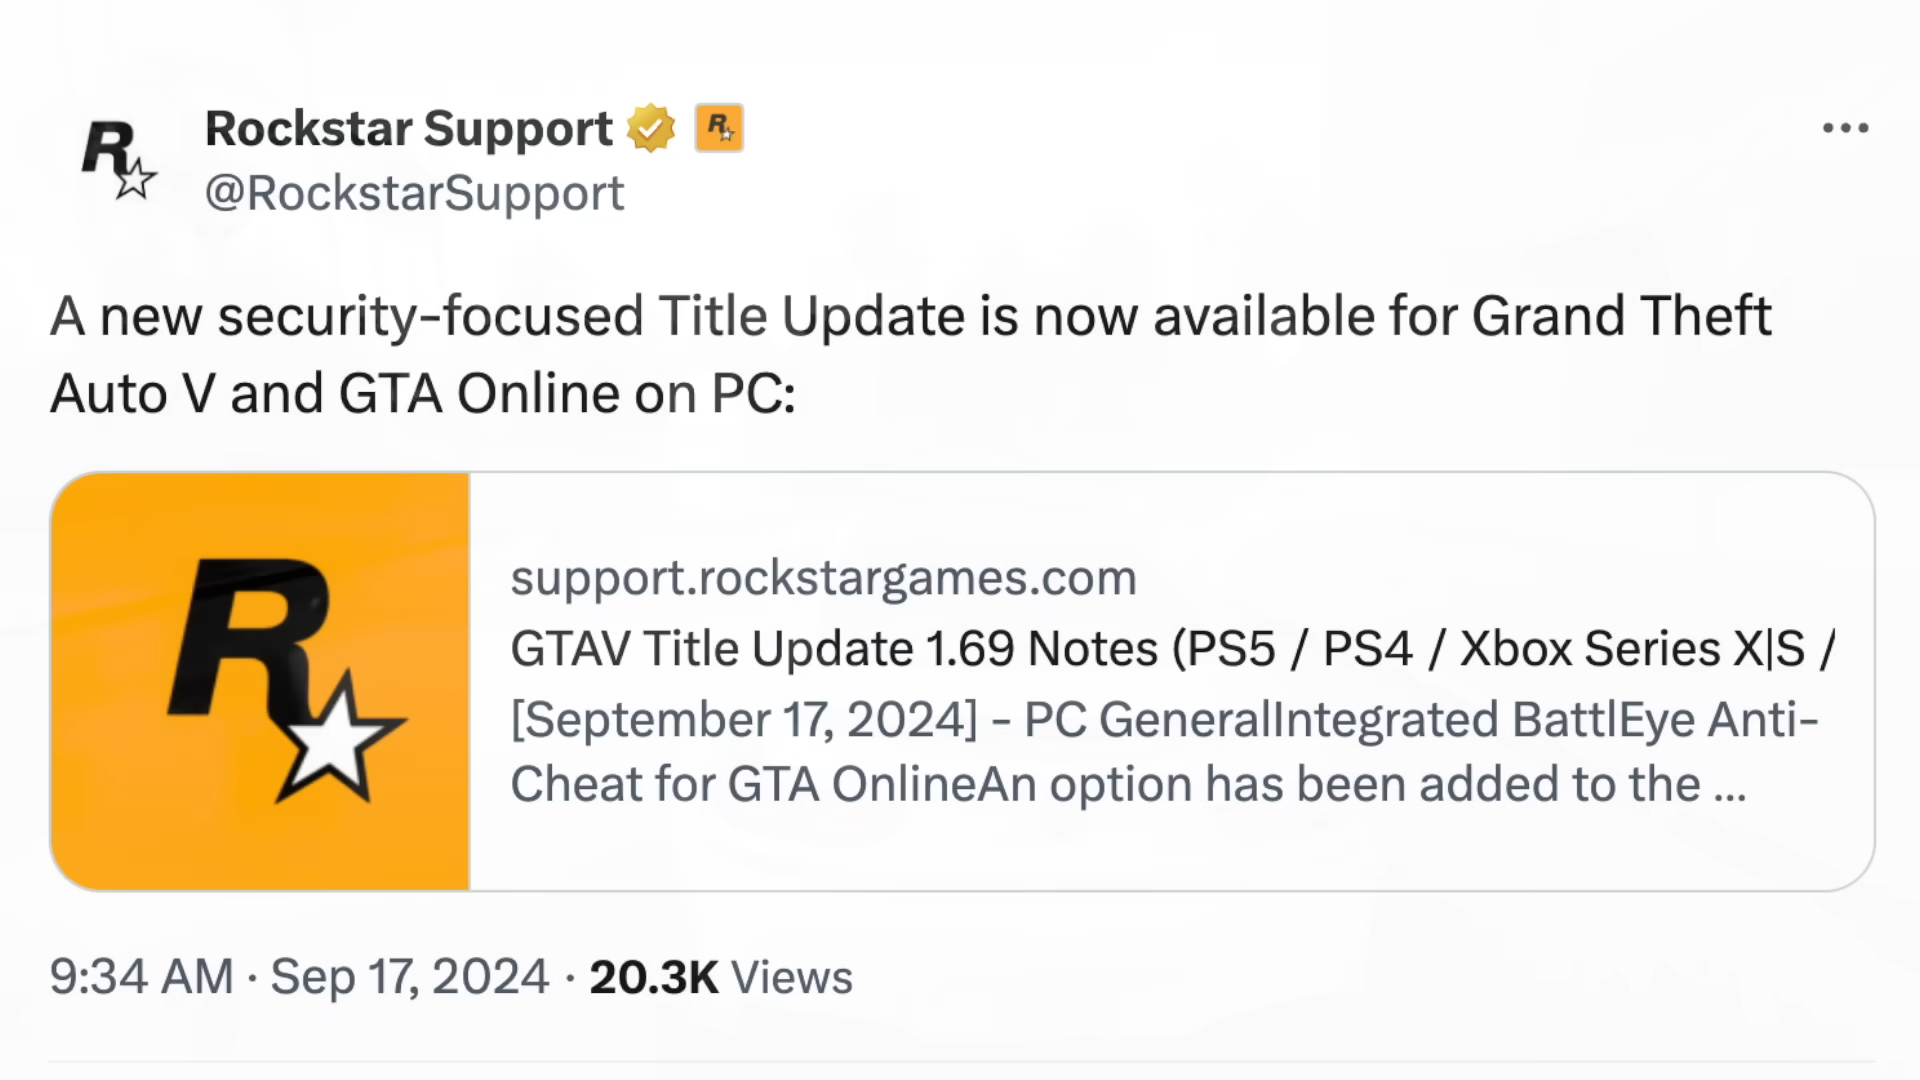 Rockstar Support
@RockstarSupport
A new security-focused Title Update is now available for Grand Theft
Auto V and GTA Online on PC:
support.rockstargames.com
GTAV Title Update 1.69 Notes (PS5 / PS4 / Xbox Series X|S /
[September 17, 2024] - PC GeneralIntegrated BattlEye Anti-
Cheat for GTA OnlineAn option has been added to the ...
9:34 AM · Sep 17, 2024 · 20.3K Views